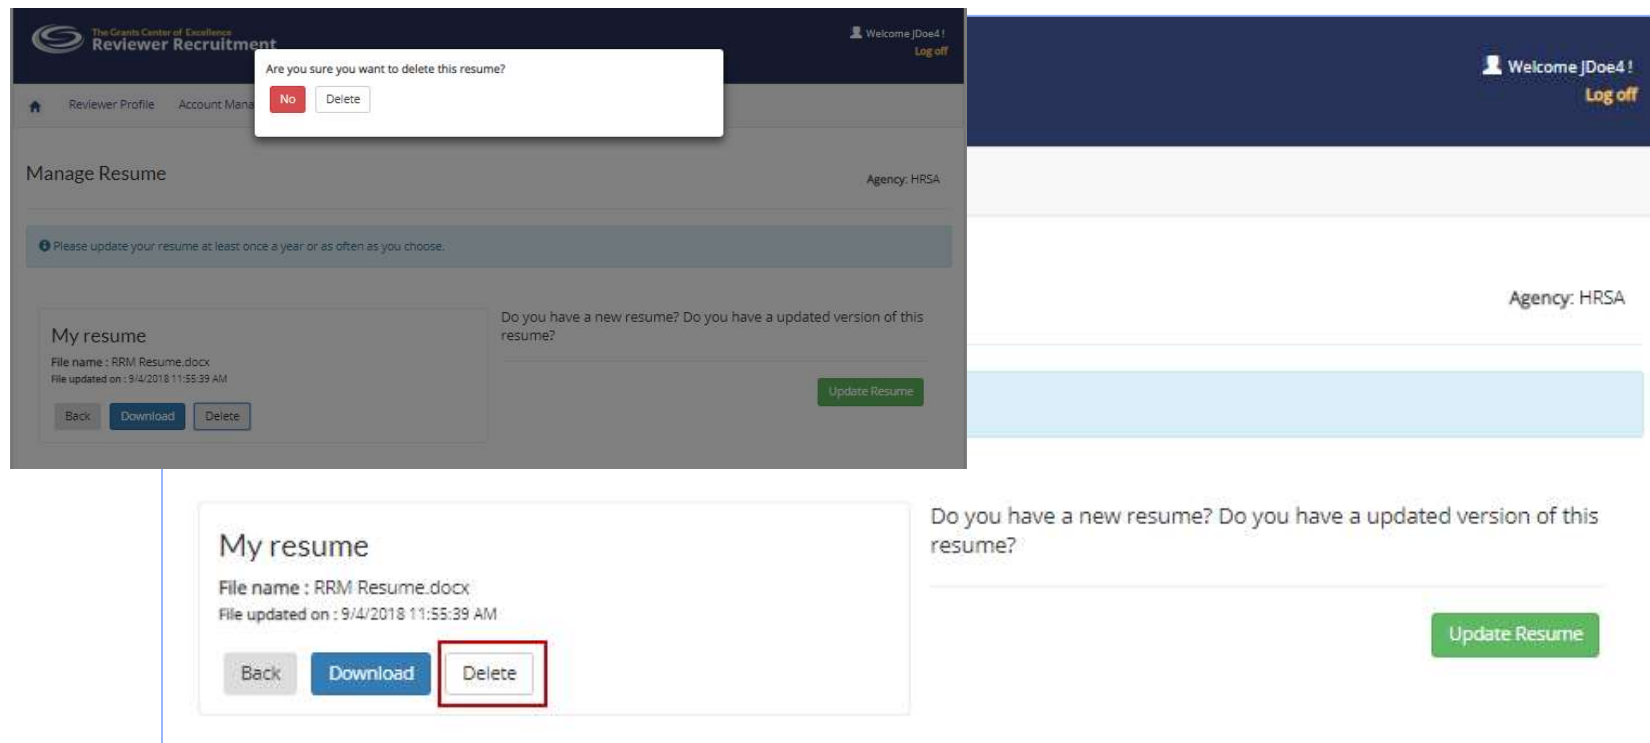 The Grants Center of Excellence
Reviewer Recruitment
Welcome JDoe4 !
Log off
Are you sure you want to delete this resume?
No Delete
Reviewer Profile Account Mana
Manage Resume
Agency: HRSA
Please update your resume at least once a year or as often as you choose.
My resume
File name : RRM Resume.docx
File updated on : 9/4/2018 11:55:39 AM
Back Download Delete
Do you have a new resume? Do you have a updated version of this
resume?
Update Resume
Welcome JDoe4 !
Log off
Agency: HRSA
My resume
File name : RRM Resume.docx
File updated on : 9/4/2018 11:55:39 AM
Back Download Delete
Do you have a new resume? Do you have a updated version of this
resume?
Update Resume